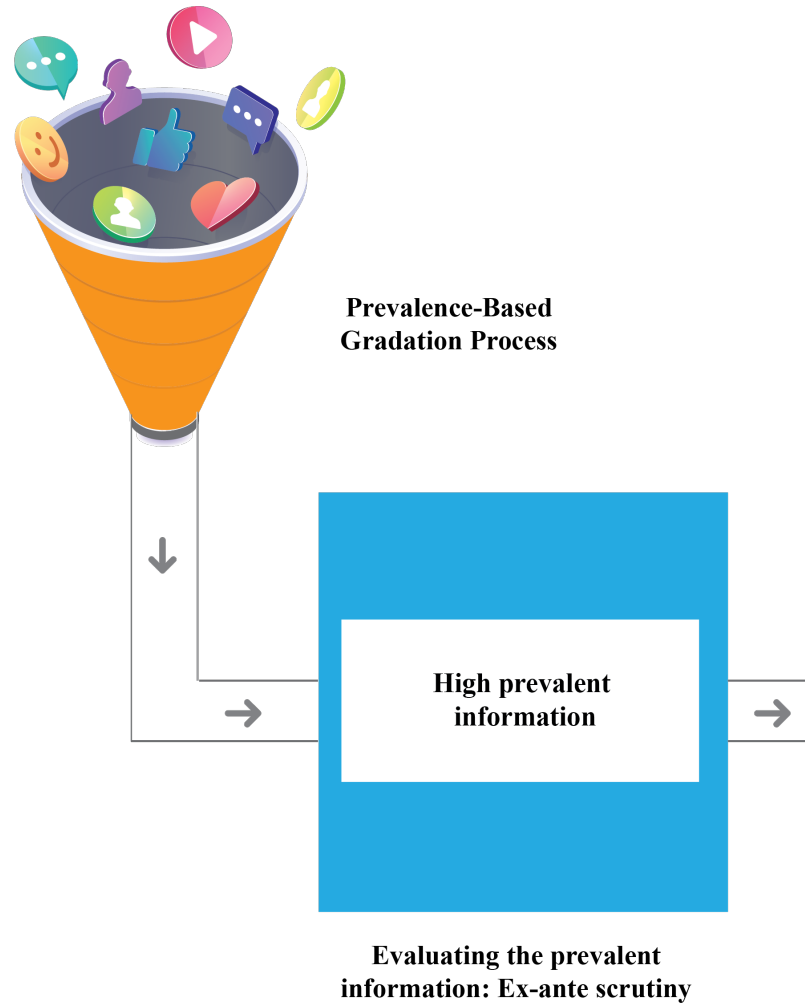 Prevalence-Based
Gradation Process
High prevalent
information
Evaluating the prevalent
information: Ex-ante scrutiny